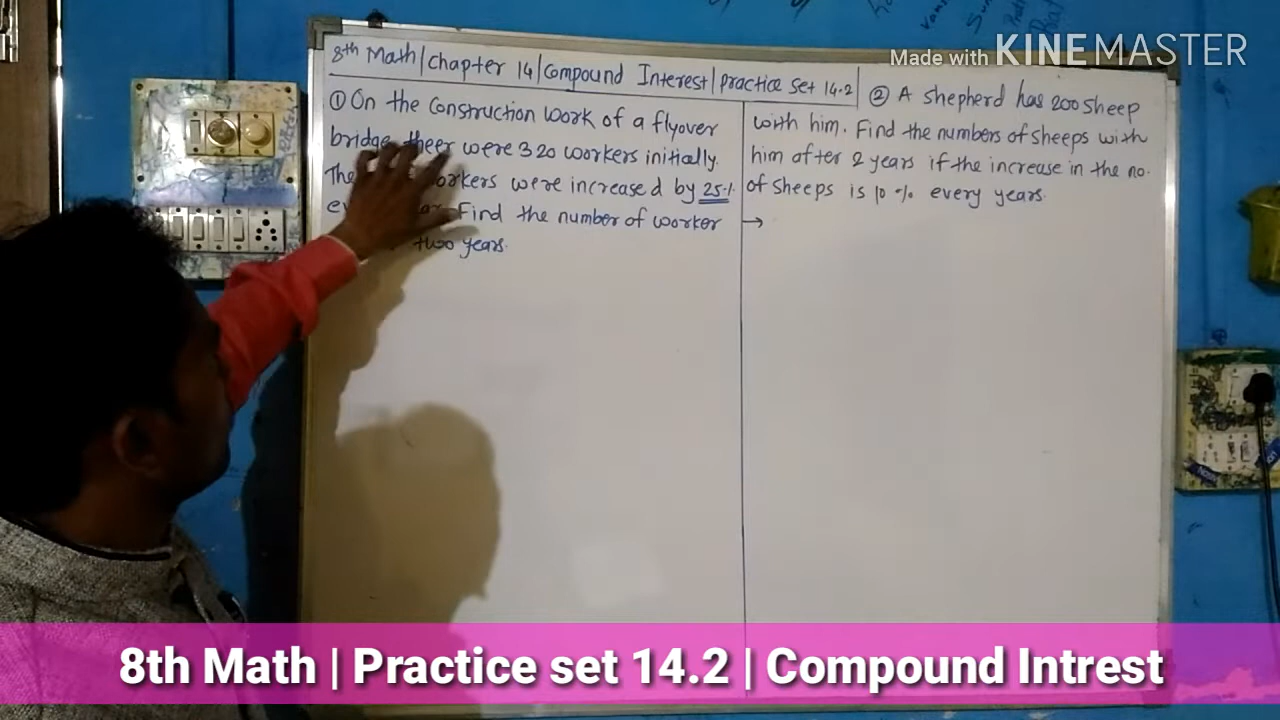 Made with KINEMASTER
8th Math/Chapter 14/Compound Interest/practice set 14.2
① On the Construction work of a flyover
bridge theer were 320 workers initially.
The workers were increased by 25%
Find the number of worker
two years.
② A Shepherd has 200 Sheep
with him. Find the numbers of sheeps with
him after 2 years if the increase in the no.
of sheeps is 10 % every years.
→
8th Math | Practice set 14.2 | Compound Intrest